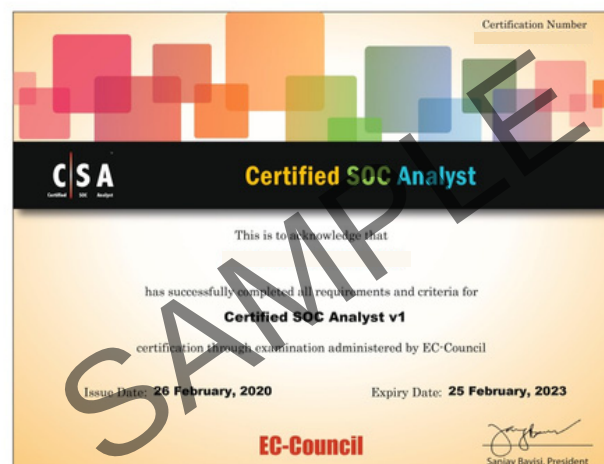 Certification Number
CSA
Certified SOC Analyst
Certified SOC Analyst
This is to acknowledge that
has successfully completed all requirements and criteria for
Certified SOC Analyst v1
certification through examination administered by EC-Council
Issue Date: 26 February, 2020 Expiry Date: 25 February, 2023
EC-Council
Sanjay Bavisi, President
SAMPLE